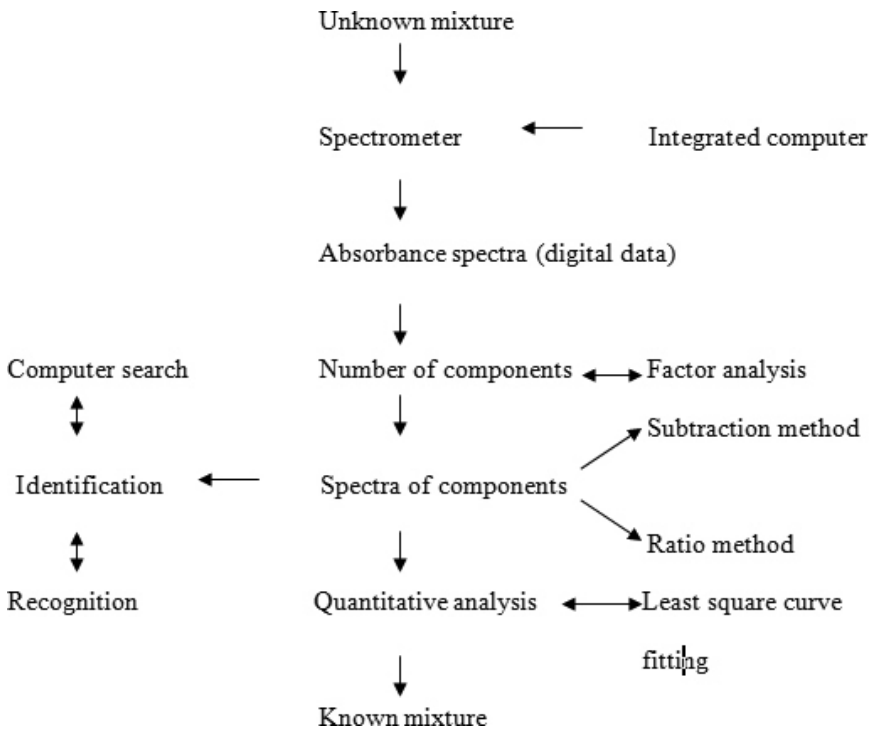 Unknown mixture
Spectrometer
Integrated computer
Absorbance spectra (digital data)
Computer search
Number of components
Factor analysis
Subtraction method
Identification
Spectra of components
Ratio method
Recognition
Quantitative analysis
Least square curve
fitting
Known mixture